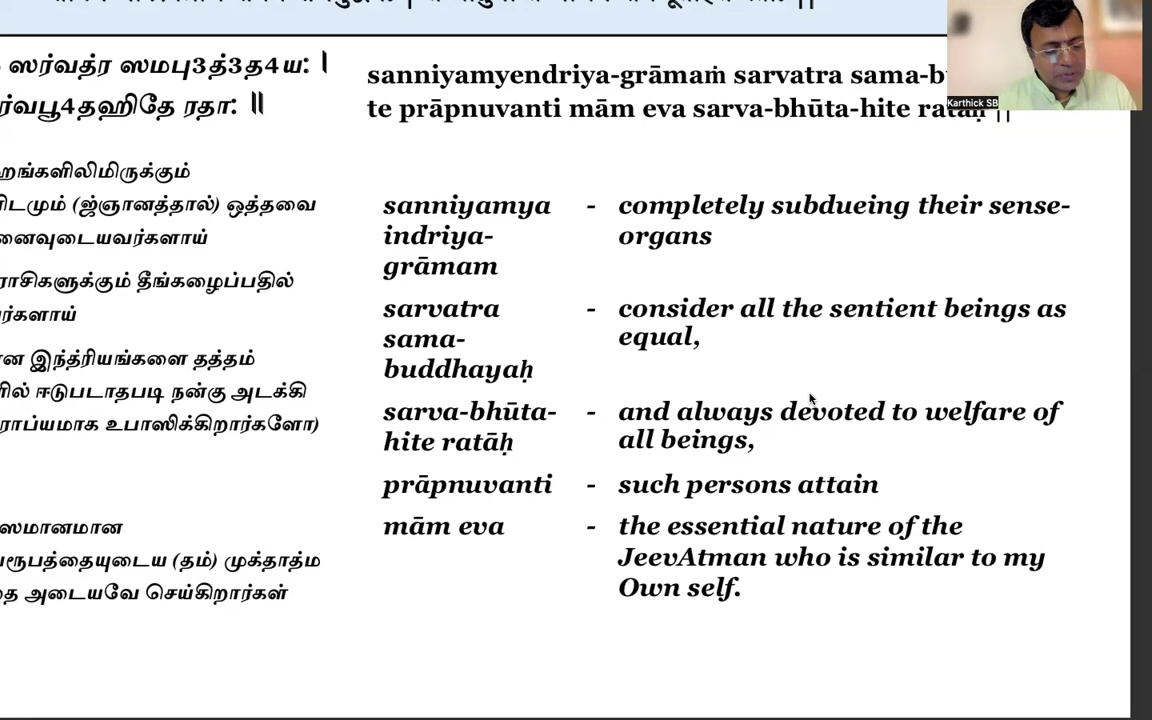 ஸர்வத்ர ஸமபு3த்3த4ய: |
ர்வபூ4தஹிதே ரதா: ||
ஹங்களிலிமிருக்கும்
ரிடமும் (ஜ்ஞானத்தால்) ஒத்தவை
னைவுடையவர்களாய்
ராசிகளுக்கும் தீங்கழைப்பதில்
ர்களாய்
ன இந்த்ரியங்களை தத்தம்
ரில் ஈடுபடாதபடி நன்கு அடக்கி
ராப்யமாக உபாஸிக்கிறார்களோ)
ஸமானமான
பரூபத்தையுடைய (தம்) முக்தாத்ம
தை அடையவே செய்கிறார்கள்
sanniyamyendriya-grāmaṁ sarvatra sama-b
te prāpnuvanti mām eva sarva-bhūta-hite ratāḥ ||
Karthick SB
sanniyamya - completely subdueing their sense-
indriya- organs
grāmam
sarvatra - consider all the sentient beings as
sama- equal,
buddhayaḥ
sarva-bhūta- - and always devoted to welfare of
hite ratāḥ all beings,
prāpnuvanti - such persons attain
mām eva - the essential nature of the
JeevAtman who is similar to my
Own self.